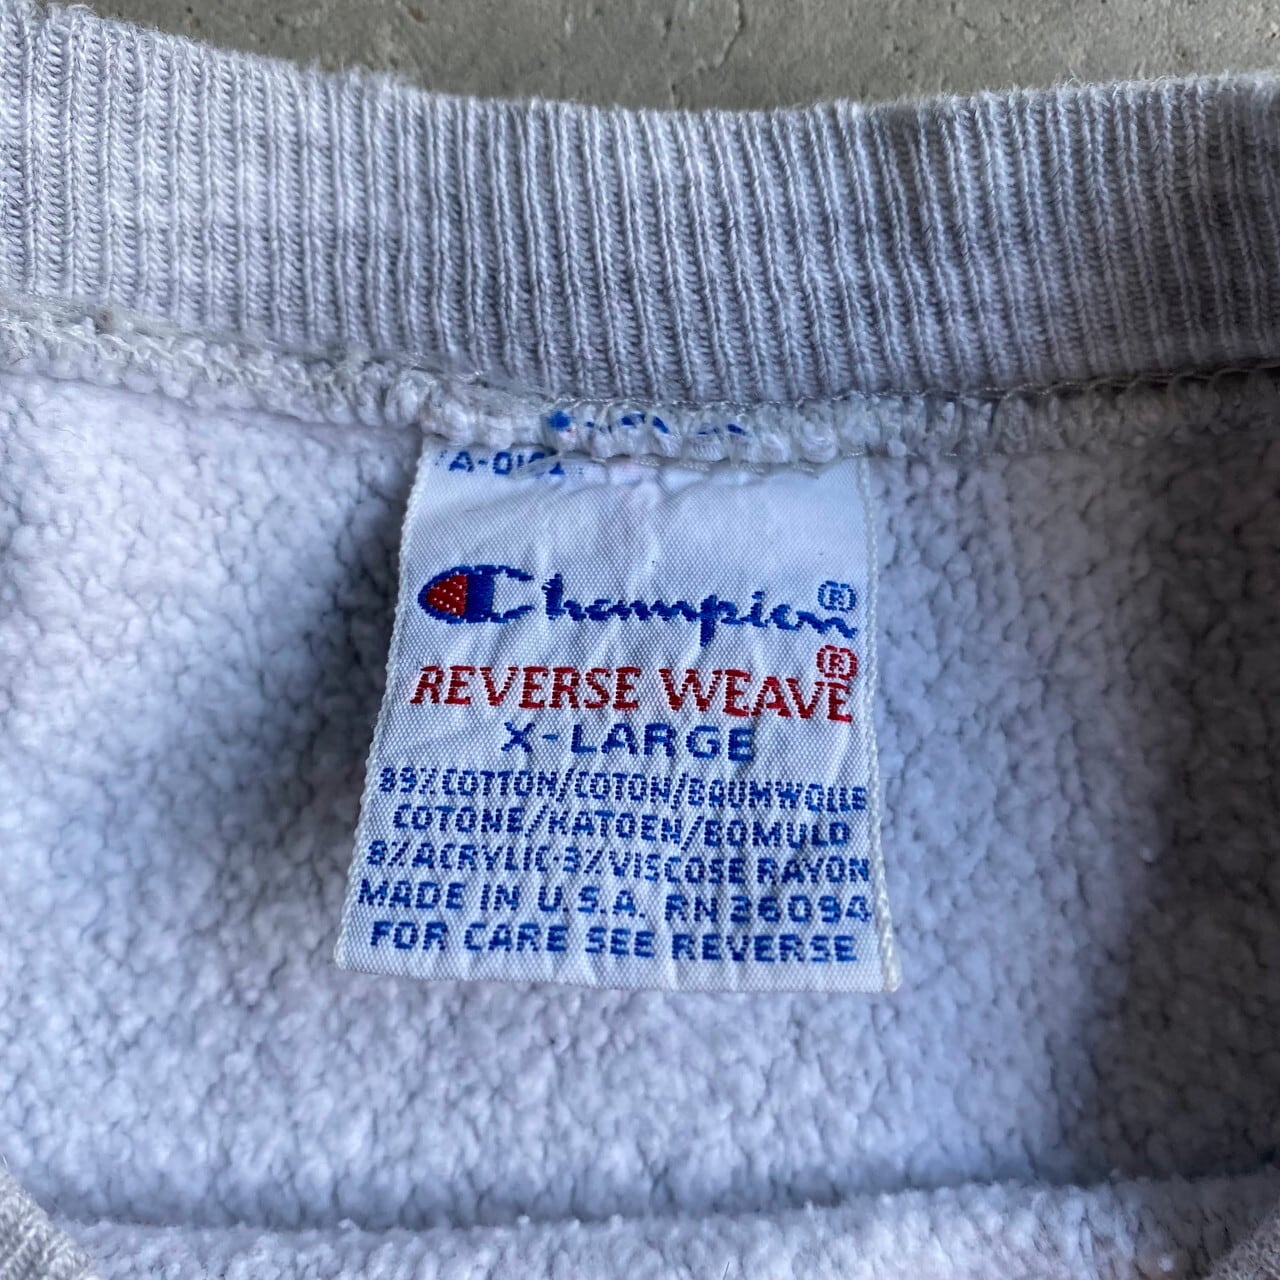 A-0101
Champion®
REVERSE WEAVE®
X-LARGE
89% COTTON/COTON/BAUMWOLLE
COTONE/KATOEN/BOMULD
8% ACRYLIC·3% VISCOSE RAYON
MADE IN U.S.A. RN 26094
FOR CARE SEE REVERSE